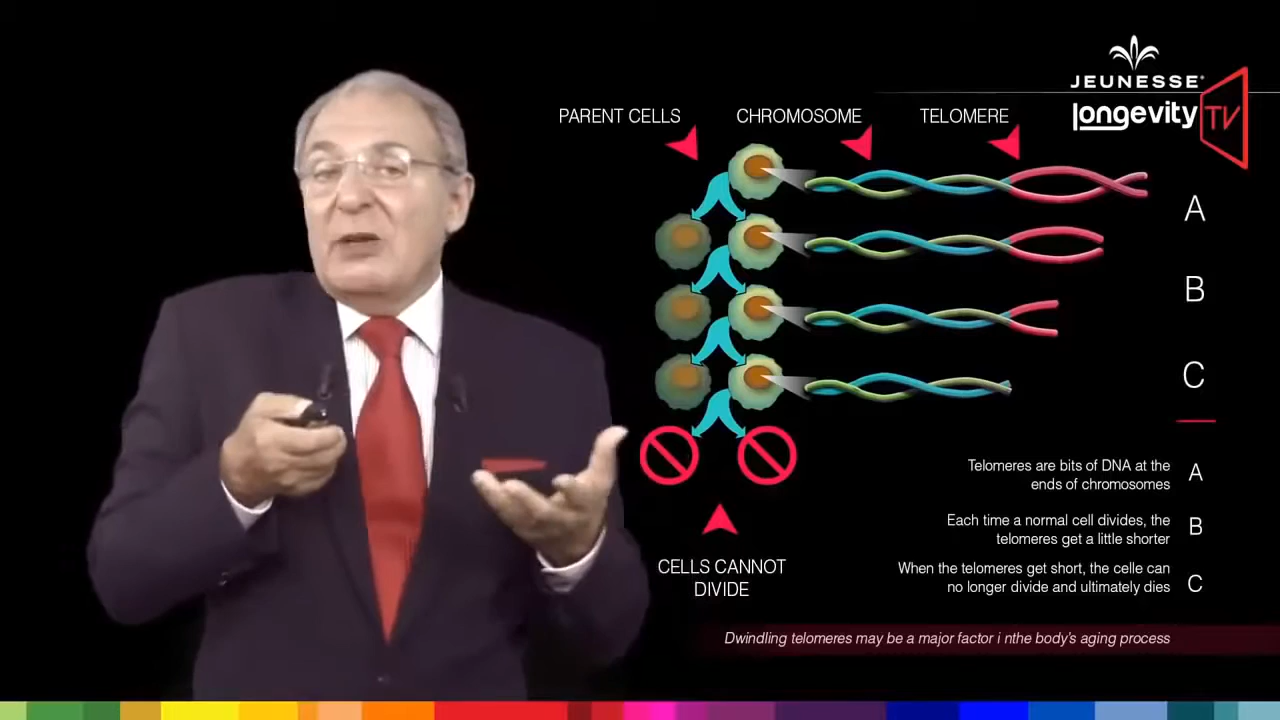 JEUNESSE
longevity TV
PARENT CELLS
CHROMOSOME
TELOMERE
A
B
C
CELLS CANNOT
DIVIDE
Telomeres are bits of DNA at the
ends of chromosomes
A
Each time a normal cell divides, the
telomeres get a little shorter
B
When the telomeres get short, the celle can
no longer divide and ultimately dies
C
Dwindling telomeres may be a major factor i nthe body's aging process